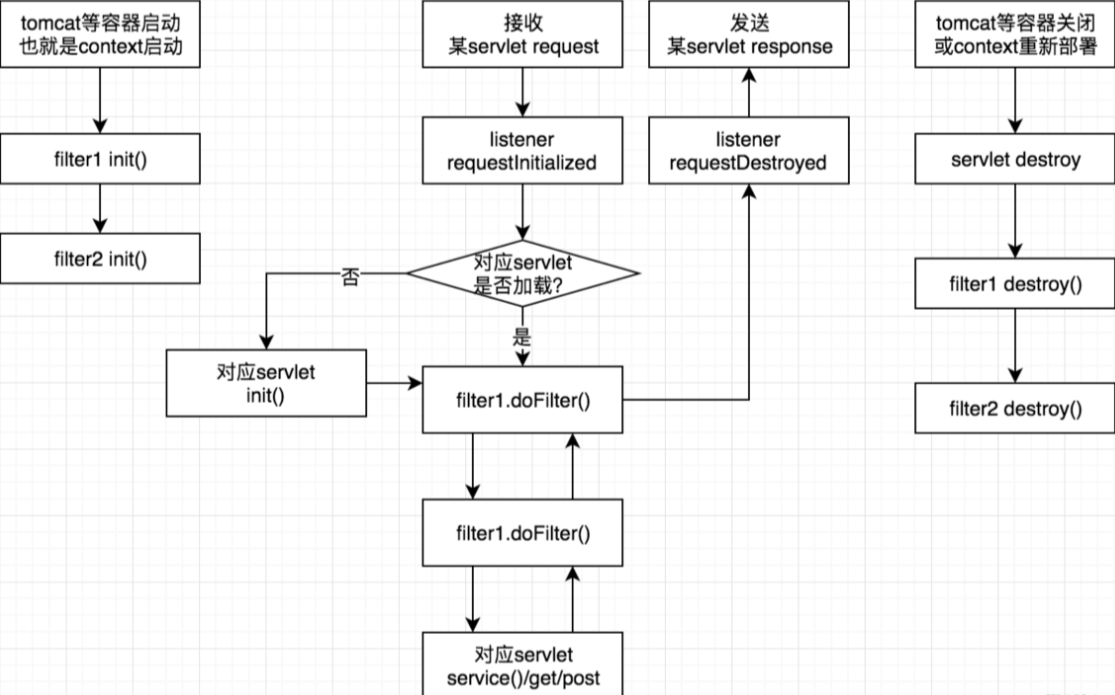 tomcat等容器启动
也就是context启动
filter1 init()
filter2 init()
接收
某servlet request
listener
requestInitialized
对应servlet
是否加载?
否
是
对应servlet
init()
filter1.doFilter()
filter1.doFilter()
对应servlet
service()/get/post
发送
某servlet response
listener
requestDestroyed
tomcat等容器关闭
或context重新部署
servlet destroy
filter1 destroy()
filter2 destroy()